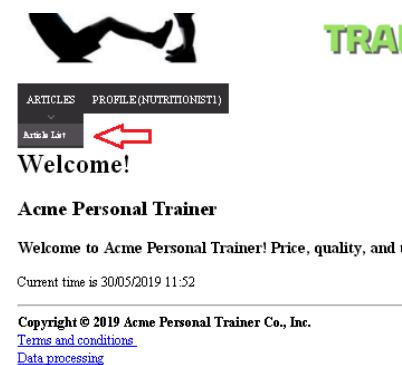 TRAI
ARTICLES PROFILE(NUTRITIONIST1)
Article List
Welcome!
Acme Personal Trainer
Welcome to Acme Personal Trainer! Price, quality, and
Current time is 30/05/2019 11:52
Copyright © 2019 Acme Personal Trainer Co., Inc.
Terms and conditions
Data processing